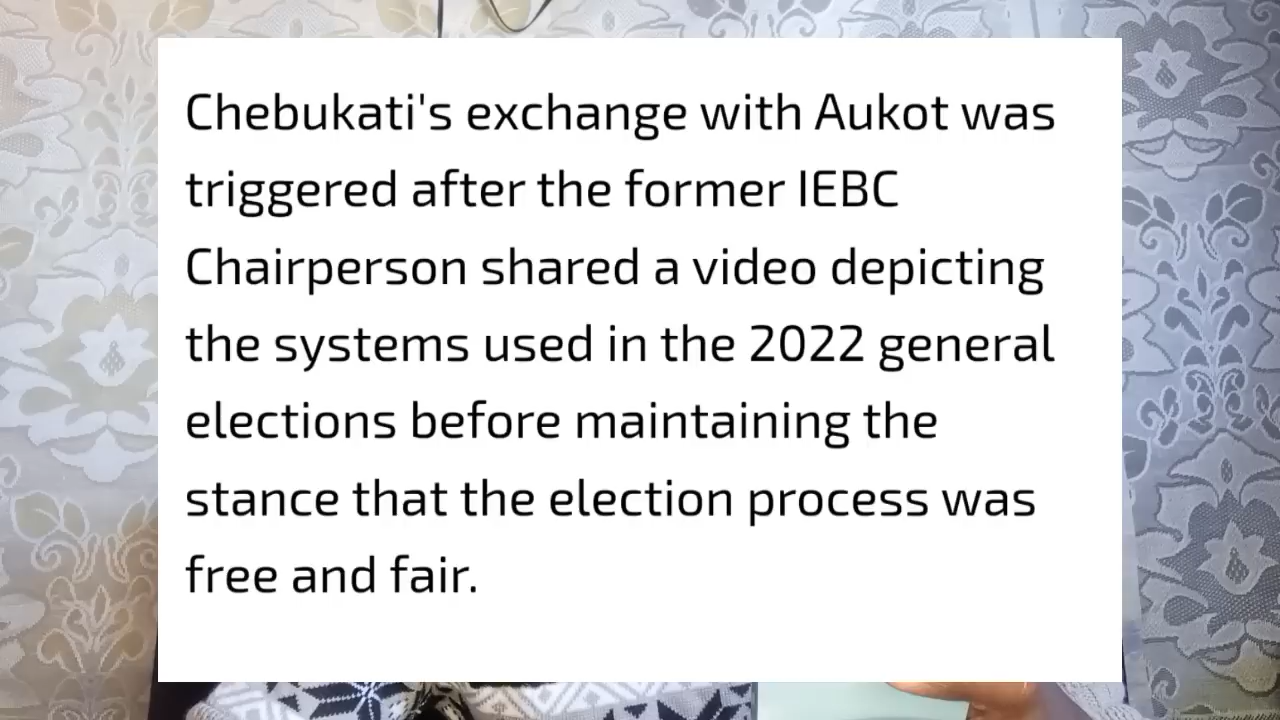 Chebukati's exchange with Aukot was
triggered after the former IEBC
Chairperson shared a video depicting
the systems used in the 2022 general
elections before maintaining the
stance that the election process was
free and fair.